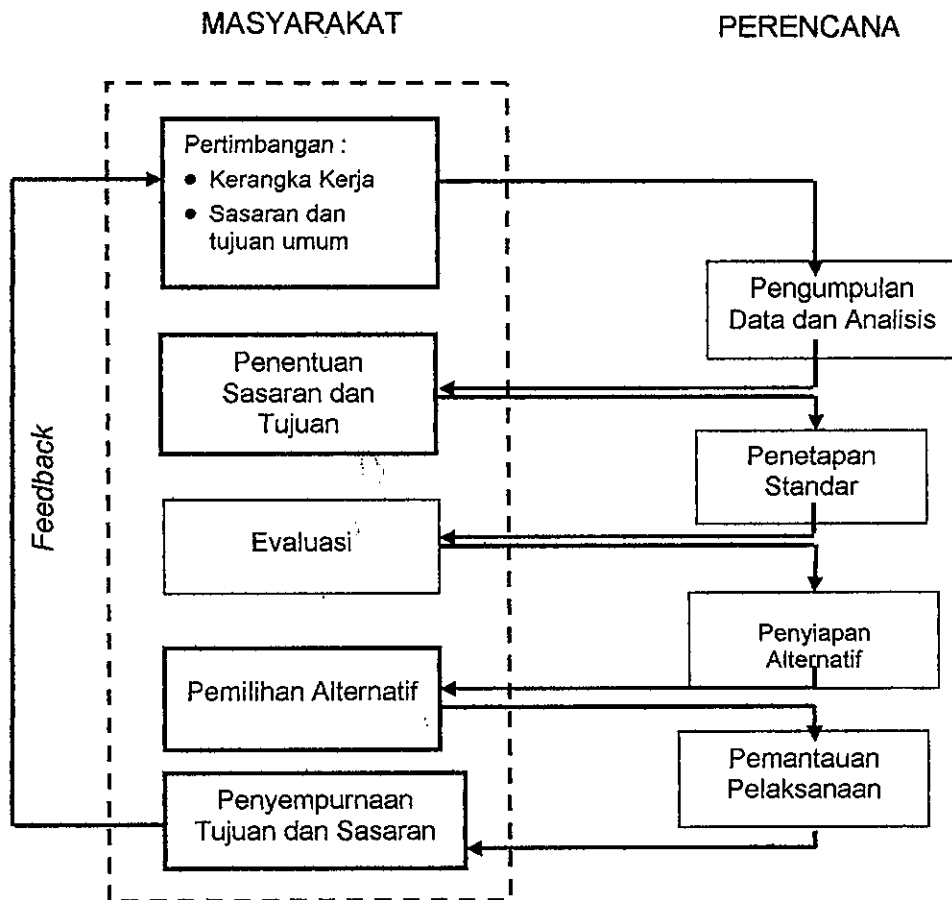 MASYARAKAT
PERENCANA
Pertimbangan :
• Kerangka Kerja
• Sasaran dan
tujuan umum
Pengumpulan
Data dan Analisis
Penentuan
Sasaran dan
Tujuan
Penetapan
Standar
Feedback
Evaluasi
Penyiapan
Alternatif
Pemilihan Alternatif
Pemantauan
Pelaksanaan
Penyempurnaan
Tujuan dan Sasaran